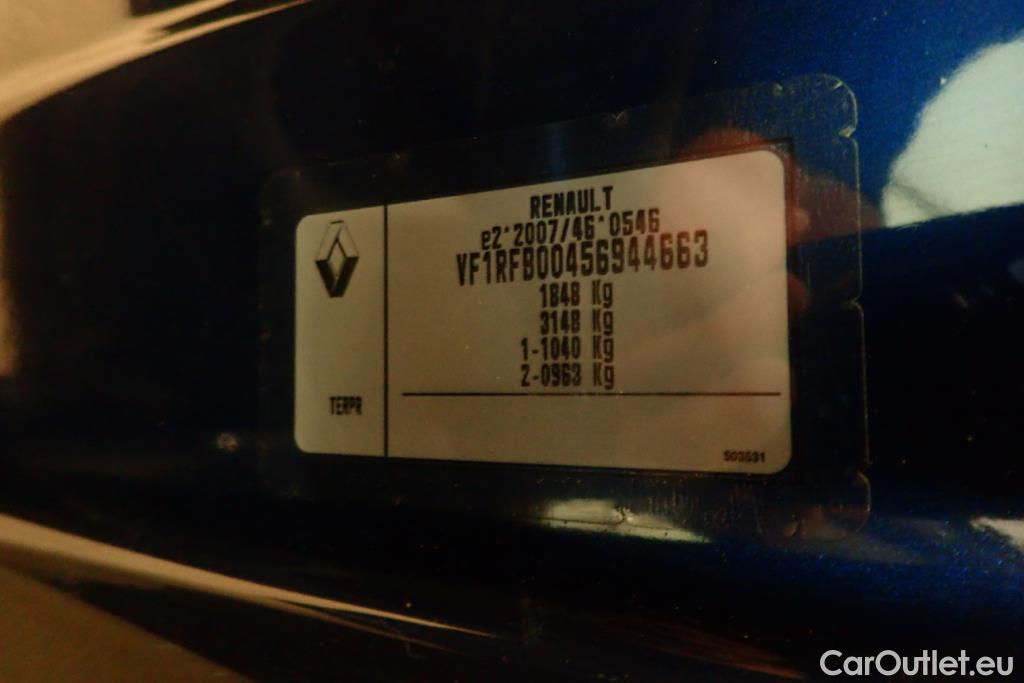 RENAULT
e2*2007/46*0546
VF1RFB00456944663
1848 Kg
3148 Kg
1-1040 Kg
2-0963 Kg
TERPR
503531
CarOutlet.eu